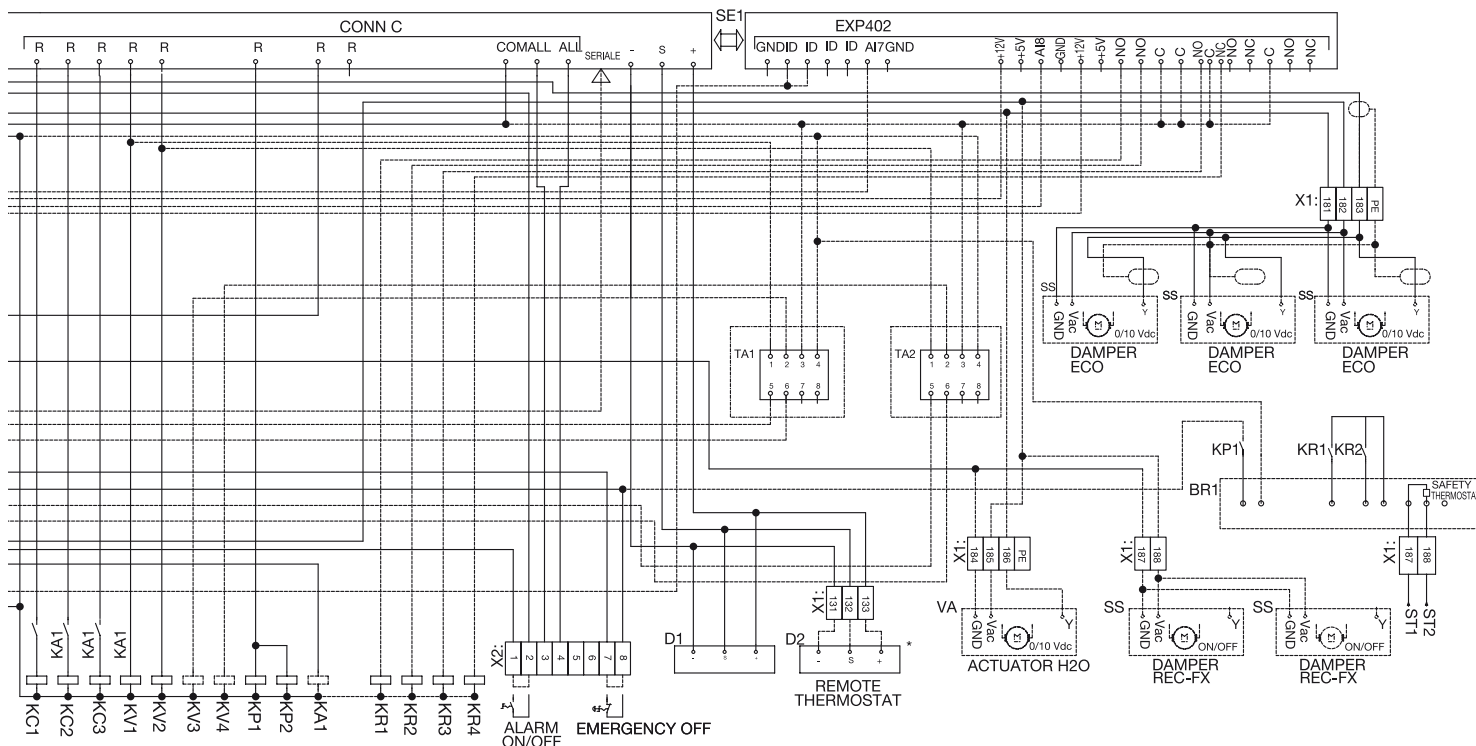 CONN C
SE1
EXP402
R R R R R R R R COMALL ALL SERIALE - S +
GND ID ID ID ID AI7 GND +12V +5V AI8 GND +12V +5V NO NO C C NO C NC NO NC C NO NC
X1: 181 182 183 PE
SS GND Vac Y 0/10 Vdc
SS GND Vac Y 0/10 Vdc
SS GND Vac Y 0/10 Vdc
DAMPER ECO
DAMPER ECO
DAMPER ECO
TA1 1 2 3 4
5 6 7 8
TA2 1 2 3 4
5 6 7 8
KP1 KR1 KR2
BR1
SAFETY
THERMOSTA
X1: 184 185 186 PE
X1: 187 188
X1: 187 188
ST1 ST2
X1: 131 132 133
VA GND Vac Y 0/10 Vdc
ACTUATOR H2O
SS GND Vac Y ON/OFF
DAMPER
REC-FX
SS GND Vac Y ON/OFF
DAMPER
REC-FX
D1 - S +
D2 - S + *
REMOTE
THERMOSTAT
KA1 KA1 KA1
X2: 1 2 3 4 5 6 7 8
KC1 KC2 KC3 KV1 KV2 KV3 KV4 KP1 KP2 KA1 KR1 KR2 KR3 KR4
ALARM
ON/OFF
EMERGENCY OFF